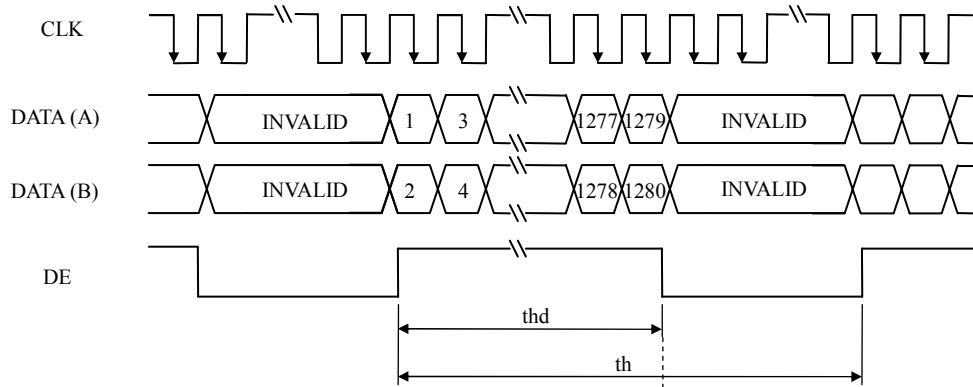 CLK
DATA (A) INVALID 1 3 1277 1279 INVALID
DATA (B) INVALID 2 4 1278 1280 INVALID
DE
thd
th